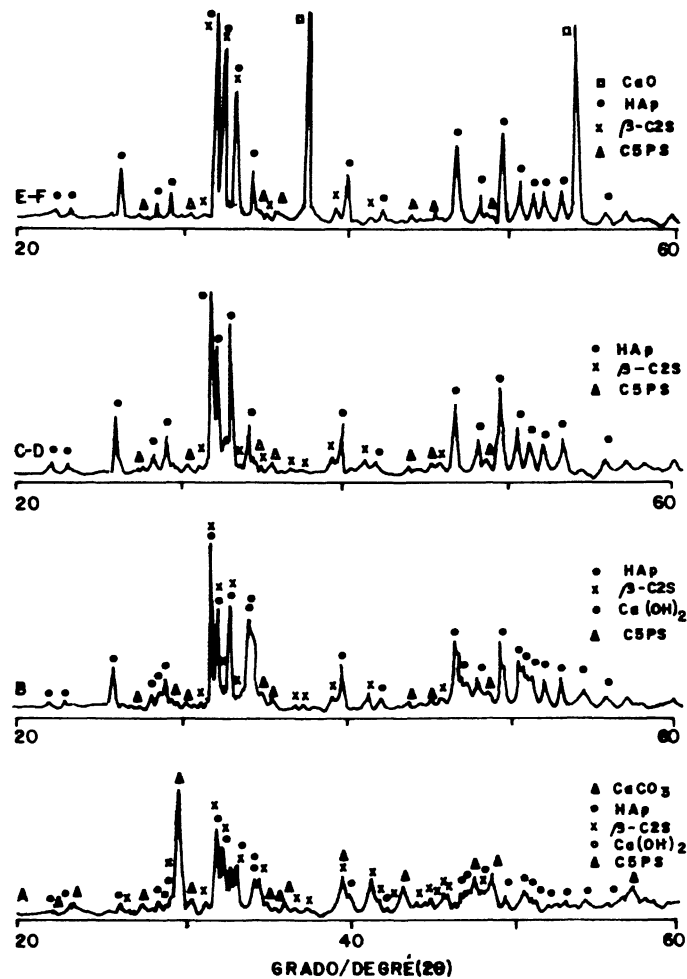 □ CaO
● HAp
x β-C2S
▲ C5PS
E-F
20 60
● HAp
x β-C2S
▲ C5PS
C-D
20 60
● HAp
x β-C2S
● Ca(OH)2
▲ C5PS
B
20 60
▲ CaCO3
● HAp
x β-C2S
○ Ca(OH)2
▲ C5PS
A
20 40 60
GRADO/DEGRÉ(2θ)